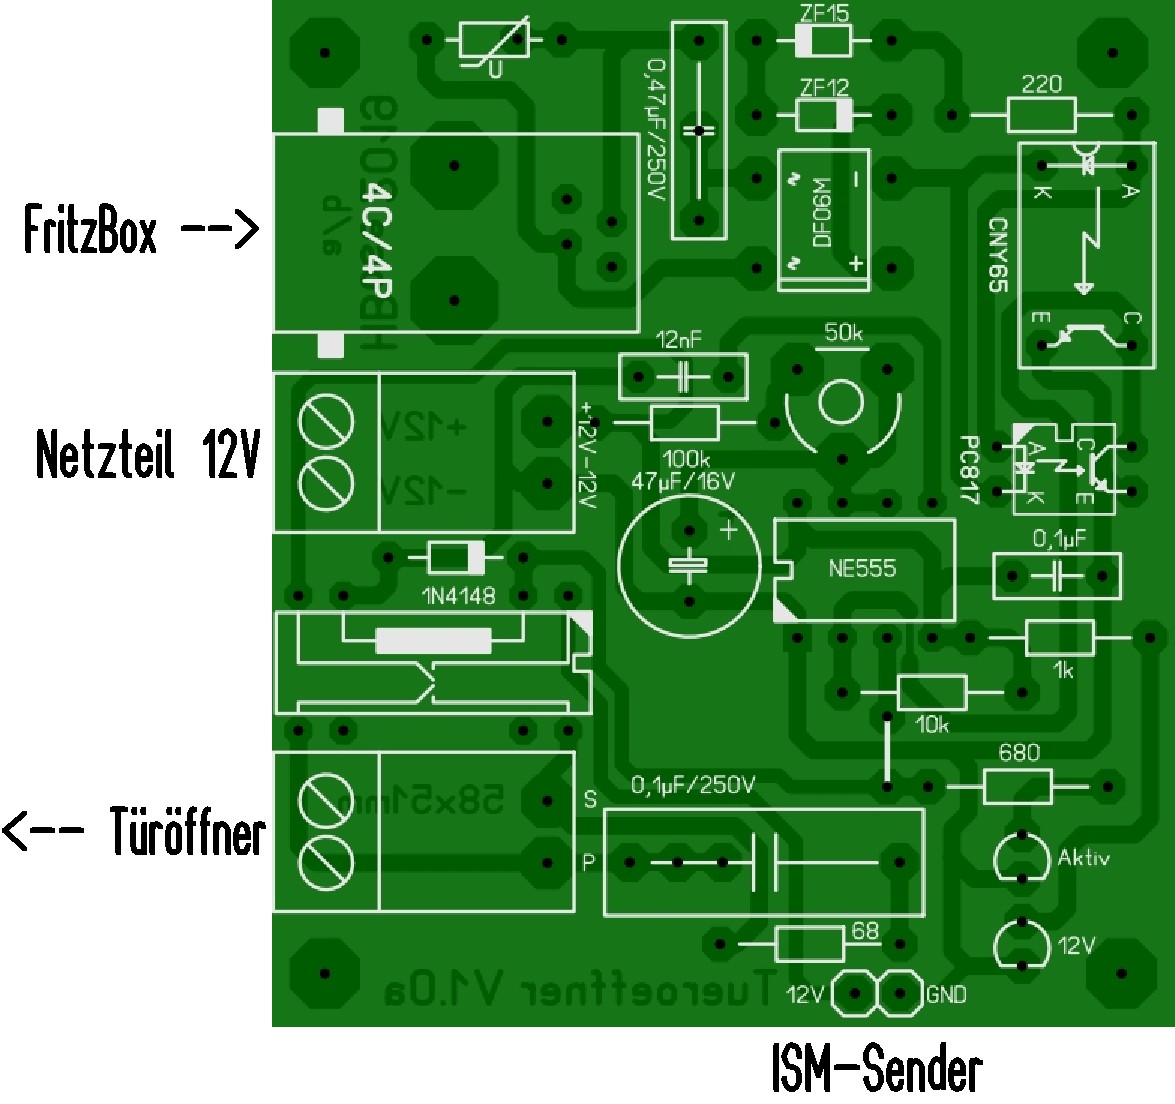 ZF15
U
0,47µF/250V
ZF12
220
K
A
4C/4P
a/b
DF06M
~
-
~
+
CNY65
FritzBox -->
E
C
12nF
50k
+12V
-12V
+12V-12V
Netzteil 12V
100k
47µF/16V
+
PC817
A
C
K
E
NE555
0,1µF
1N4148
1k
10k
680
0,1µF/250V
58x51mm
S
P
<-- Türöffner
Aktiv
68
12V
Tueroeffner V1.0a
12V
GND
ISM-Sender